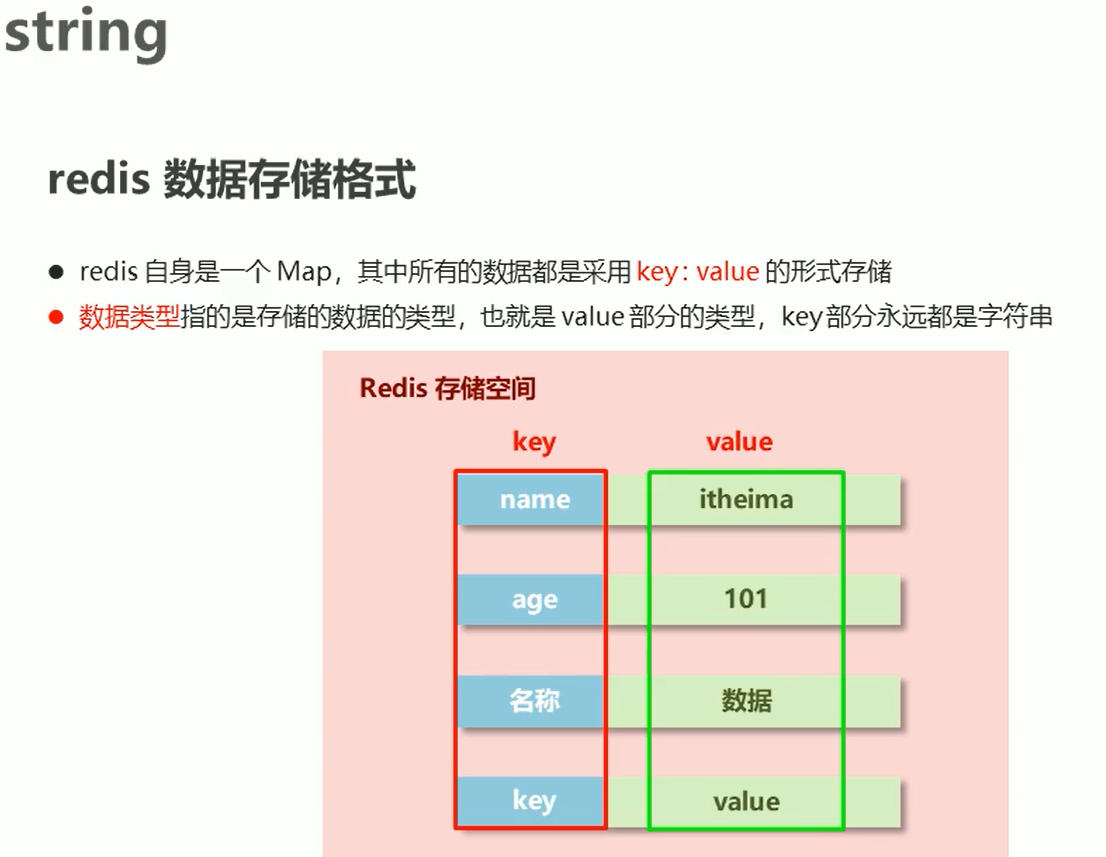 string
redis 数据存储格式
● redis 自身是一个 Map，其中所有的数据都是采用 key : value 的形式存储
● 数据类型指的是存储的数据的类型，也就是 value 部分的类型，key 部分永远都是字符串
Redis 存储空间
key value
name itheima
age 101
名称 数据
key value